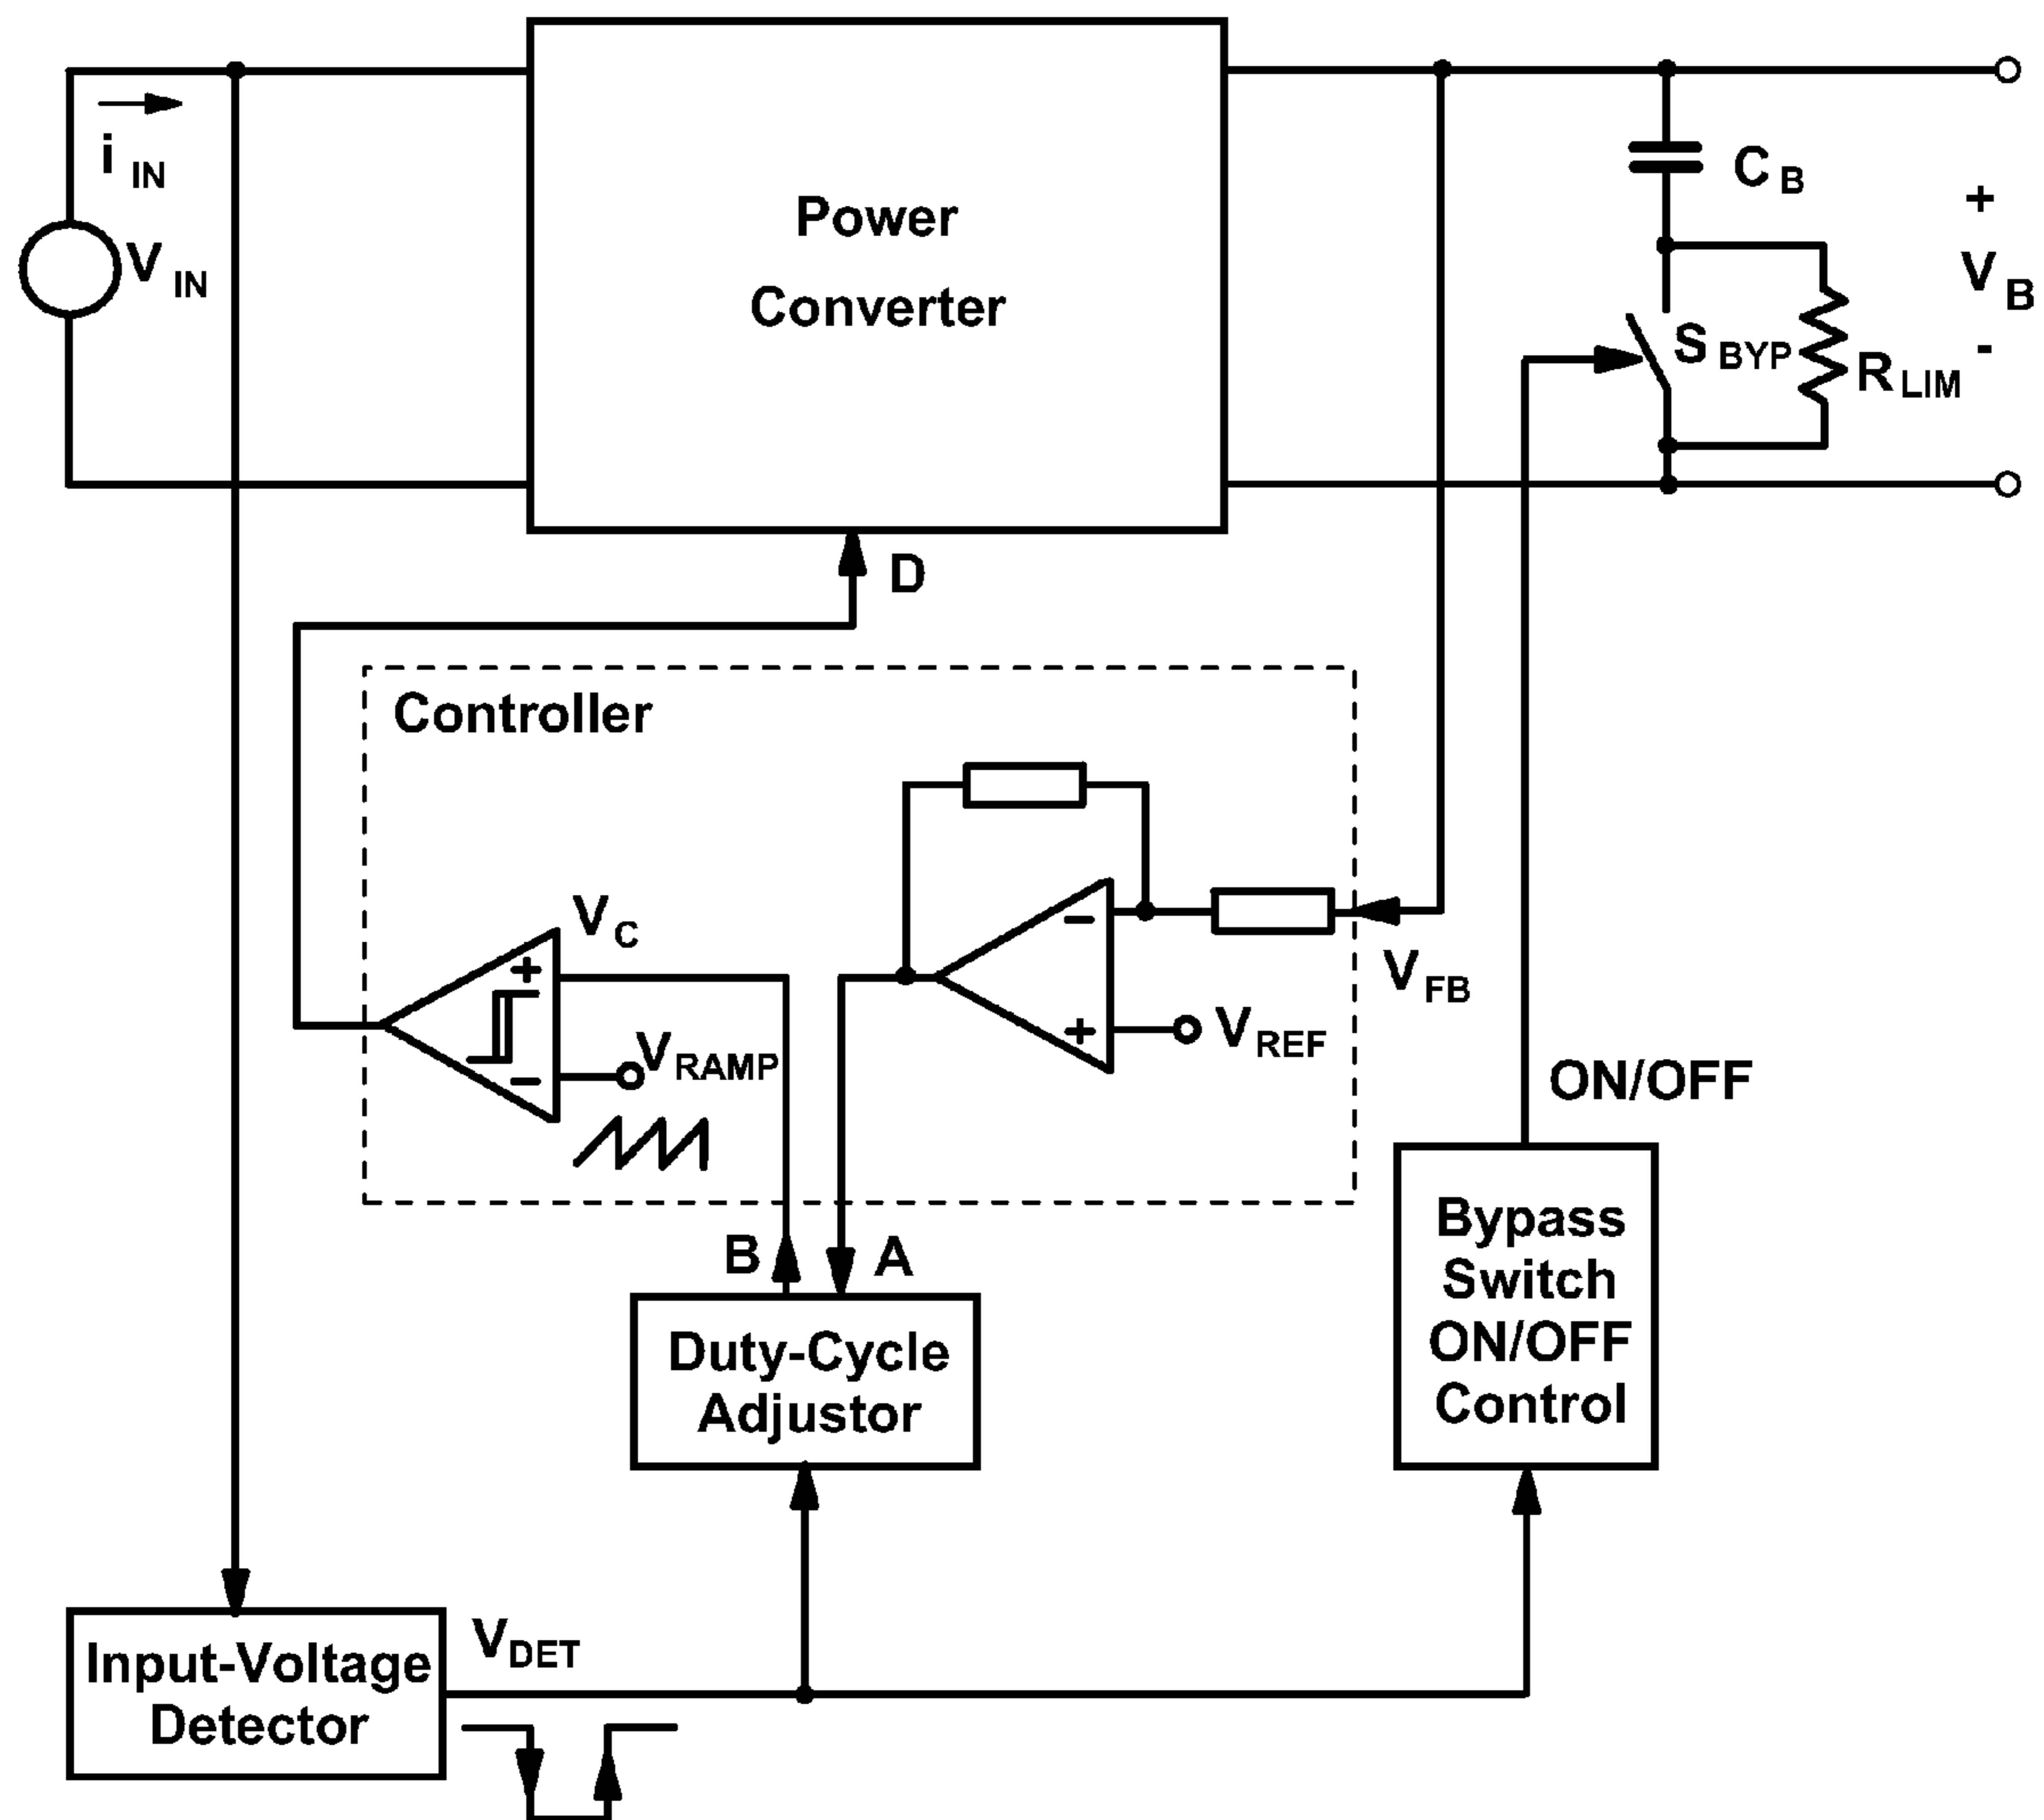 i IN
V IN
Power
Converter
C B
+
V B
-
S BYP
R LIM
D
Controller
V C
+
V RAMP
-
-
+
V REF
V FB
ON/OFF
B
A
Duty-Cycle
Adjustor
Bypass
Switch
ON/OFF
Control
Input-Voltage
Detector
V DET